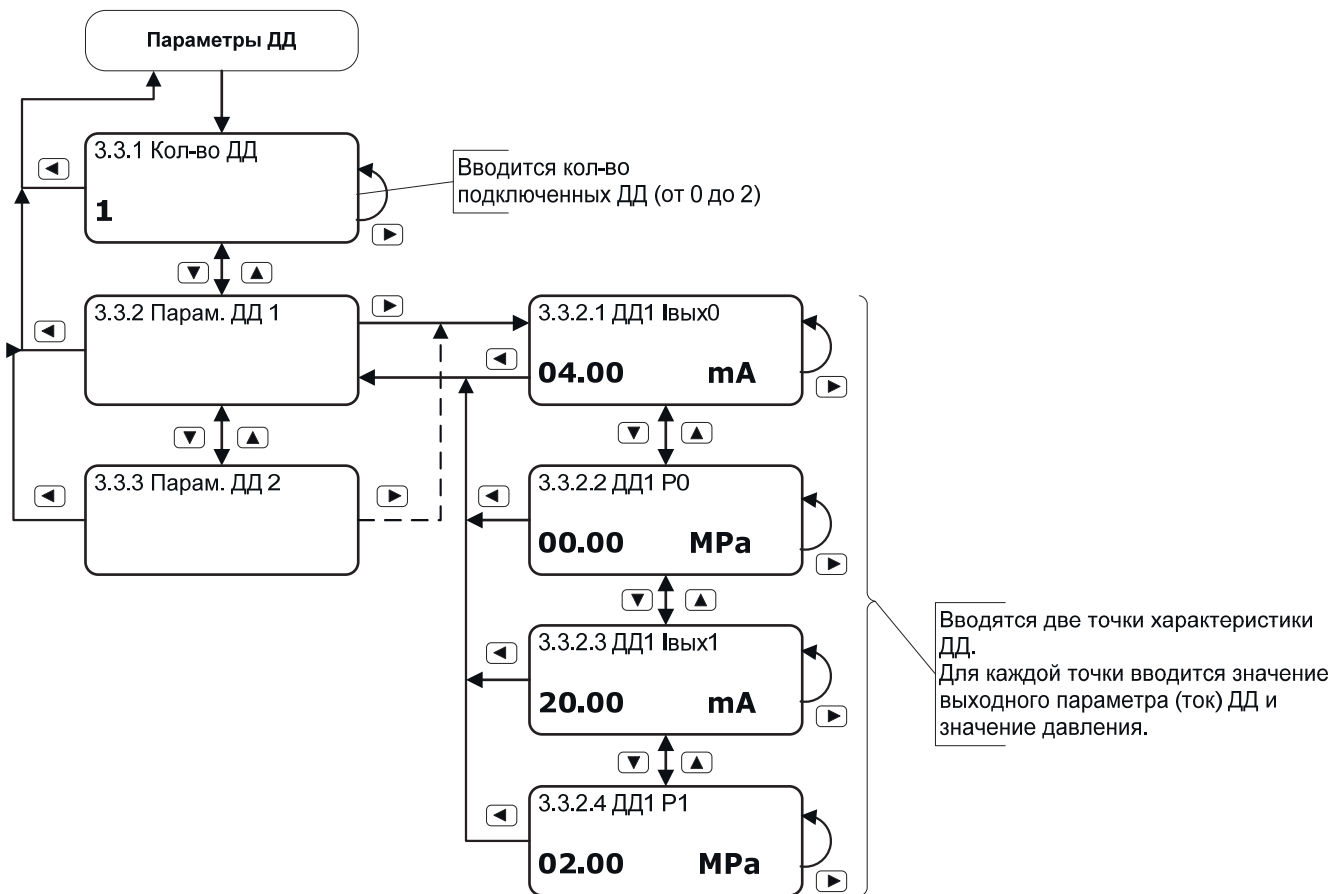 Параметры ДД
3.3.1 Кол-во ДД
1
Вводится кол-во
подключенных ДД (от 0 до 2)
3.3.2 Парам. ДД 1
3.3.3 Парам. ДД 2
3.3.2.1 ДД1 Iвых0
04.00 mA
3.3.2.2 ДД1 P0
00.00 MPa
3.3.2.3 ДД1 Iвых1
20.00 mA
3.3.2.4 ДД1 P1
02.00 MPa
Вводятся две точки характеристики
ДД.
Для каждой точки вводится значение
выходного параметра (ток) ДД и
значение давления.